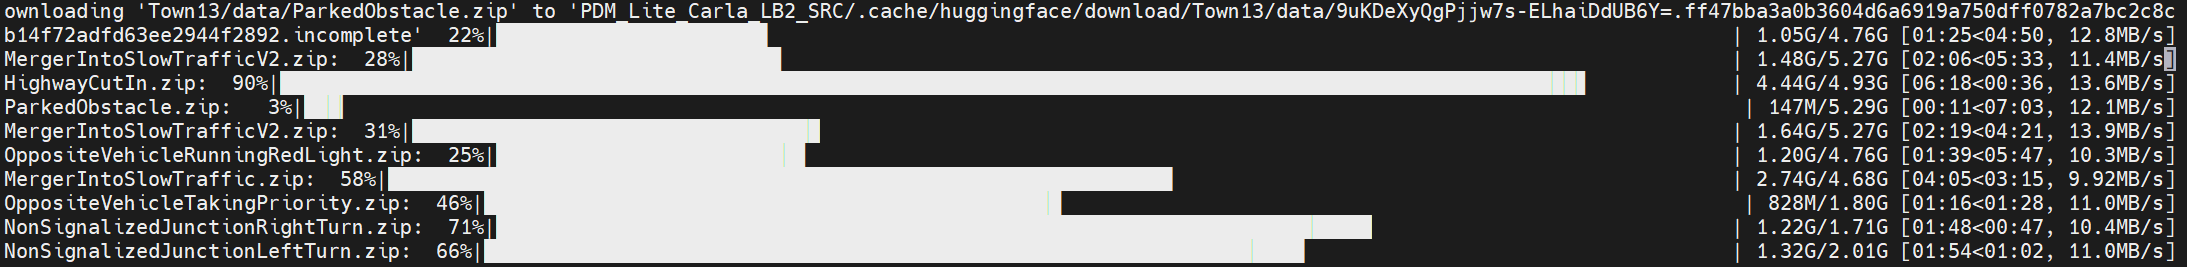 ownloading 'Town13/data/ParkedObstacle.zip' to 'PDM_Lite_Carla_LB2_SRC/.cache/huggingface/download/Town13/data/9uKDeXyQgPjjw7s-ELhaiDdUB6Y=.ff47bba3a0b3604d6a6919a750dff0782a7bc2c8c
b14f72adfd63ee2944f2892.incomplete'  22%| | 1.05G/4.76G [01:25<04:50, 12.8MB/s]
MergerIntoSlowTrafficV2.zip:  28%| | 1.48G/5.27G [02:06<05:33, 11.4MB/s]
HighwayCutIn.zip:  90%| | 4.44G/4.93G [06:18<00:36, 13.6MB/s]
ParkedObstacle.zip:   3%| | 147M/5.29G [00:11<07:03, 12.1MB/s]
MergerIntoSlowTrafficV2.zip:  31%| | 1.64G/5.27G [02:19<04:21, 13.9MB/s]
OppositeVehicleRunningRedLight.zip:  25%| | 1.20G/4.76G [01:39<05:47, 10.3MB/s]
MergerIntoSlowTraffic.zip:  58%| | 2.74G/4.68G [04:05<03:15, 9.92MB/s]
OppositeVehicleTakingPriority.zip:  46%| | 828M/1.80G [01:16<01:28, 11.0MB/s]
NonSignalizedJunctionRightTurn.zip:  71%| | 1.22G/1.71G [01:48<00:47, 10.4MB/s]
NonSignalizedJunctionLeftTurn.zip:  66%| | 1.32G/2.01G [01:54<01:02, 11.0MB/s]